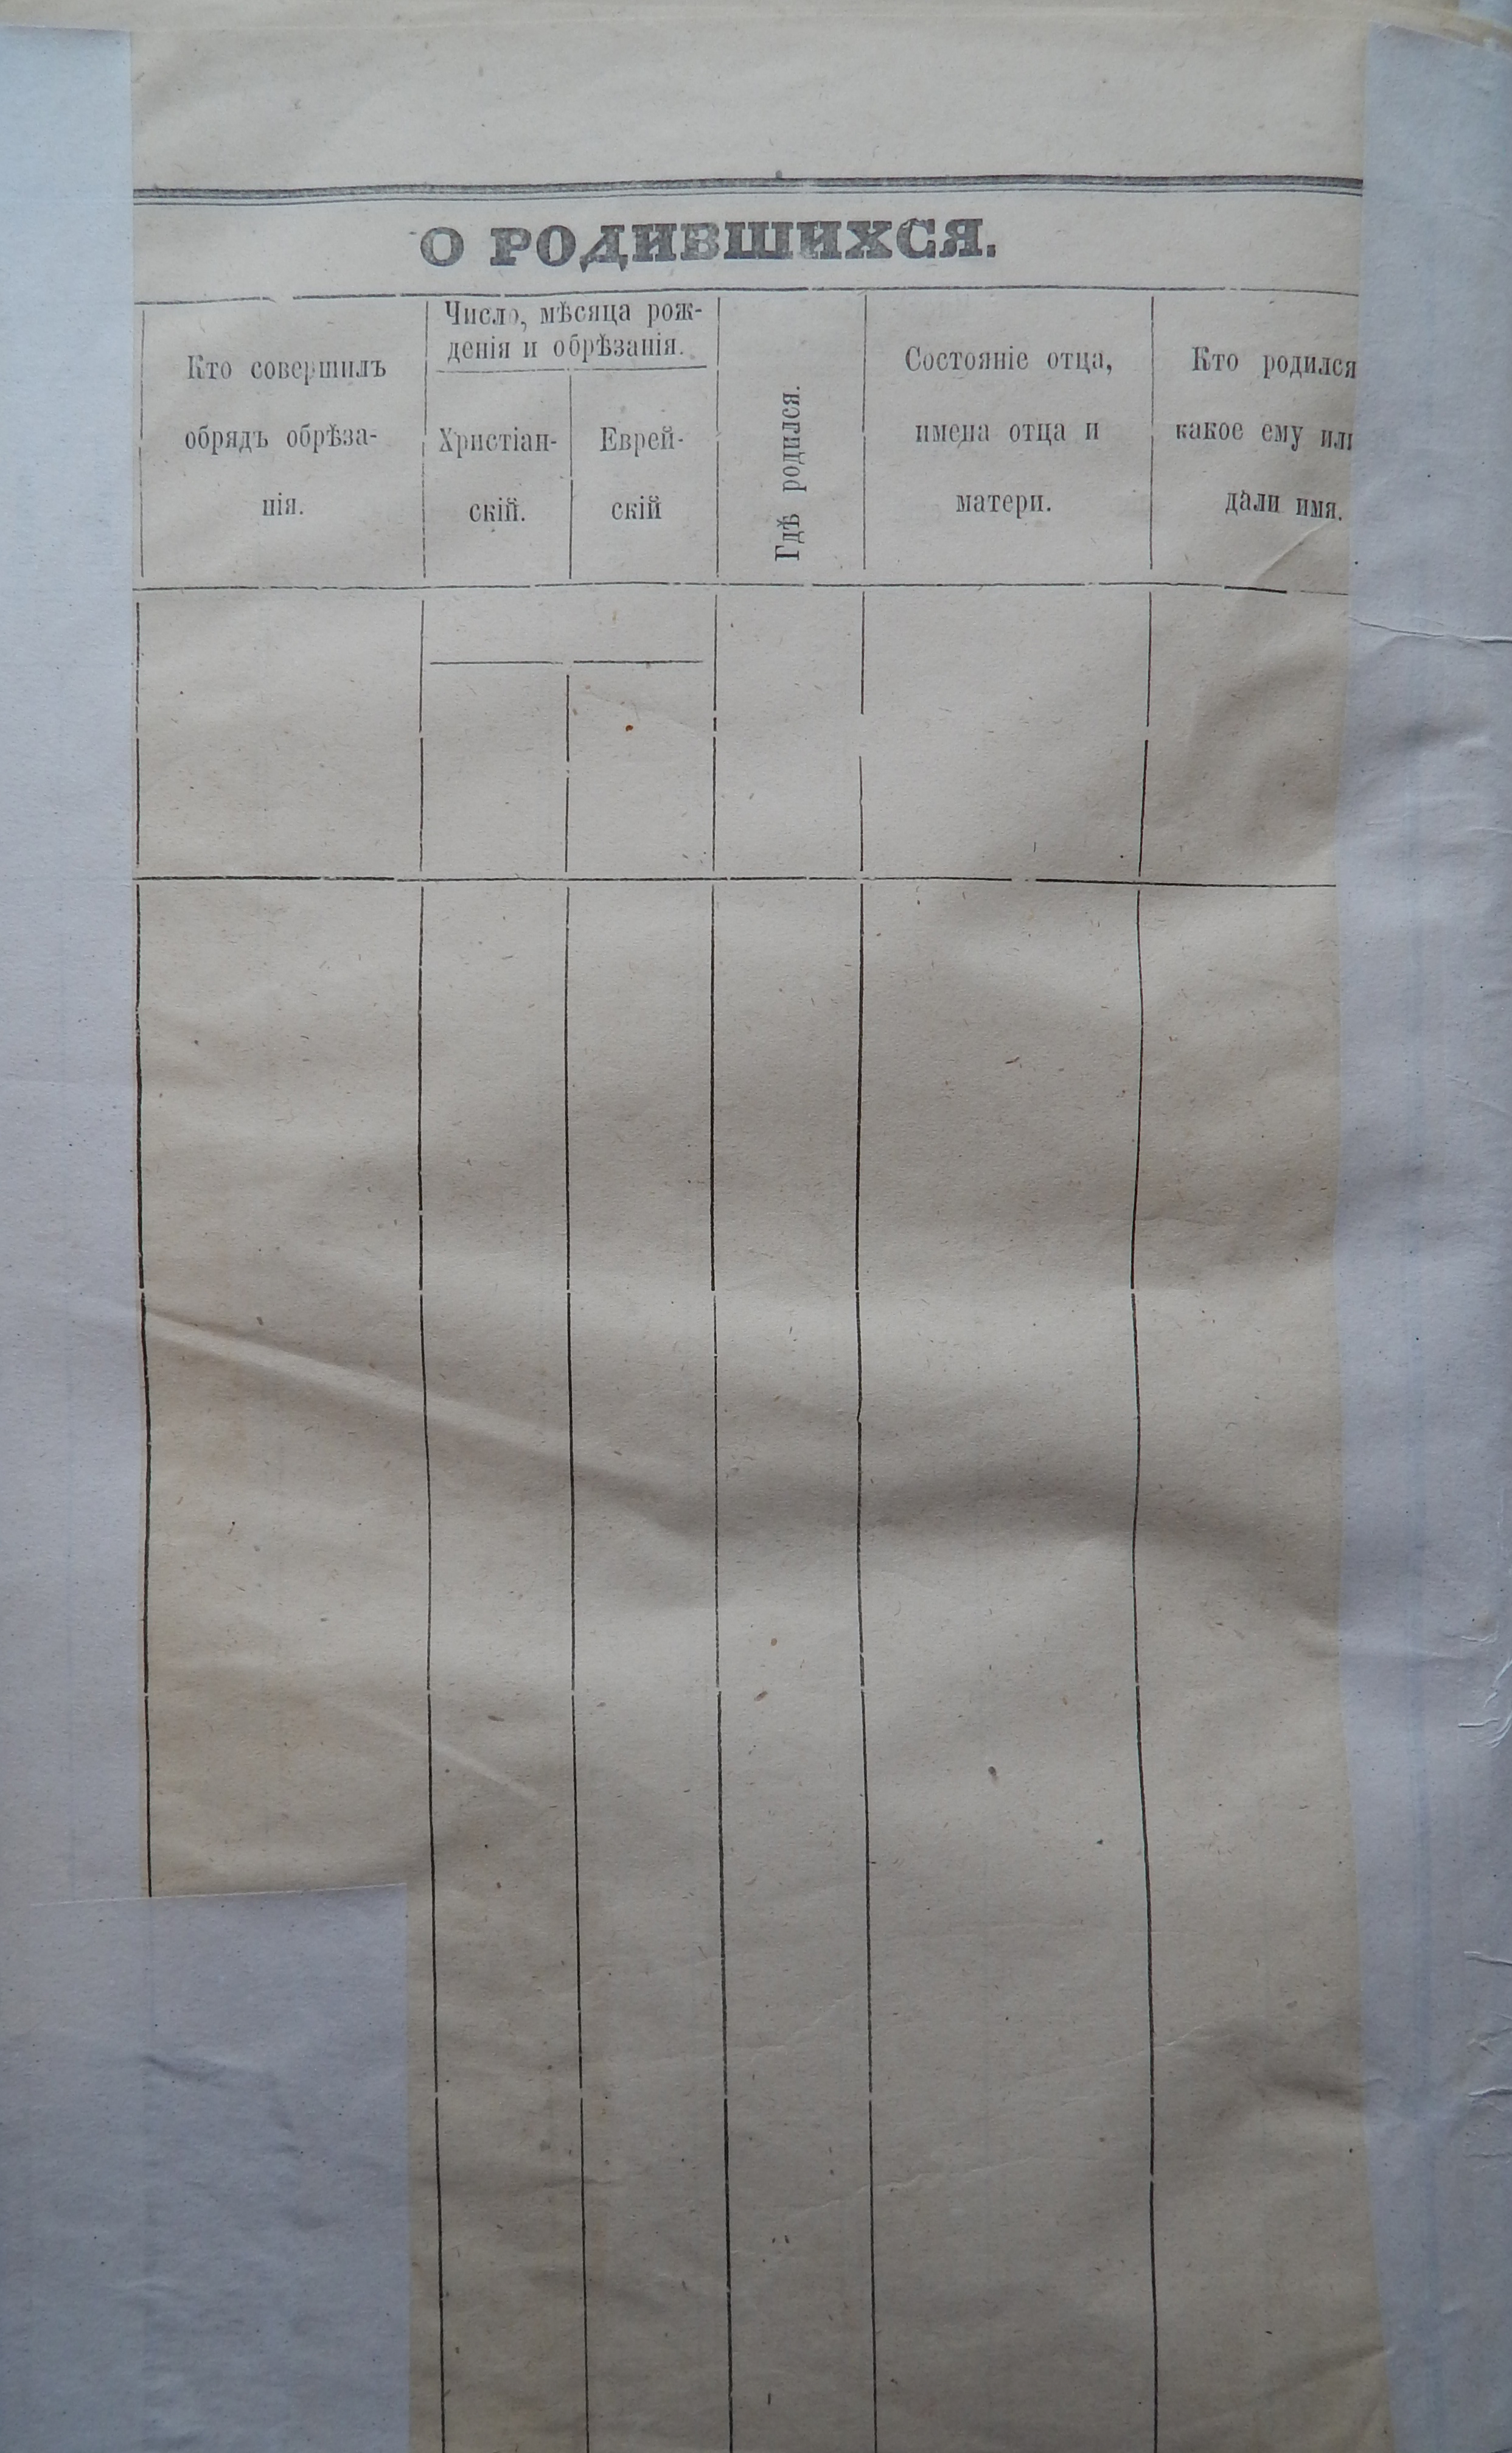 О РОДИВШИХСЯ.
Кто совершилъ
обрядъ обрѣза-
нія.
Число, мѣсяца рож-
денія и обрѣзанія.
Христіан-
скій.
Еврей-
скій
Гдѣ родился.
Состояніе отца,
имена отца и
матери.
Кто родился
какое ему или
дали имя.